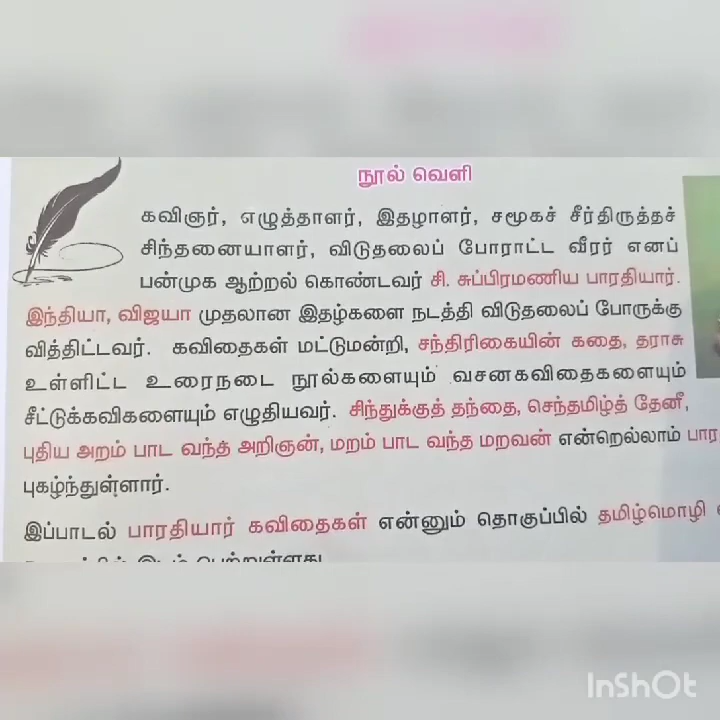 நூல் வெளி
கவிஞர், எழுத்தாளர், இதழாளர், சமூகச் சீர்திருத்தச்
சிந்தனையாளர், விடுதலைப் போராட்ட வீரர் எனப்
பன்முக ஆற்றல் கொண்டவர் சி. சுப்பிரமணிய பாரதியார்.
இந்தியா, விஜயா முதலான இதழ்களை நடத்தி விடுதலைப் போருக்கு
வித்திட்டவர். கவிதைகள் மட்டுமன்றி, சந்திரிகையின் கதை, தராசு
உள்ளிட்ட உரைநடை நூல்களையும் வசனகவிதைகளையும்
சீட்டுக்கவிகளையும் எழுதியவர். சிந்துக்குத் தந்தை, செந்தமிழ்த் தேனீ,
புதிய அறம் பாட வந்த அறிஞன், மறம் பாட வந்த மறவன் என்றெல்லாம்
புகழ்ந்துள்ளார்.
இப்பாடல் பாரதியார் கவிதைகள் என்னும் தொகுப்பில் தமிழ்மொழி
InShOt